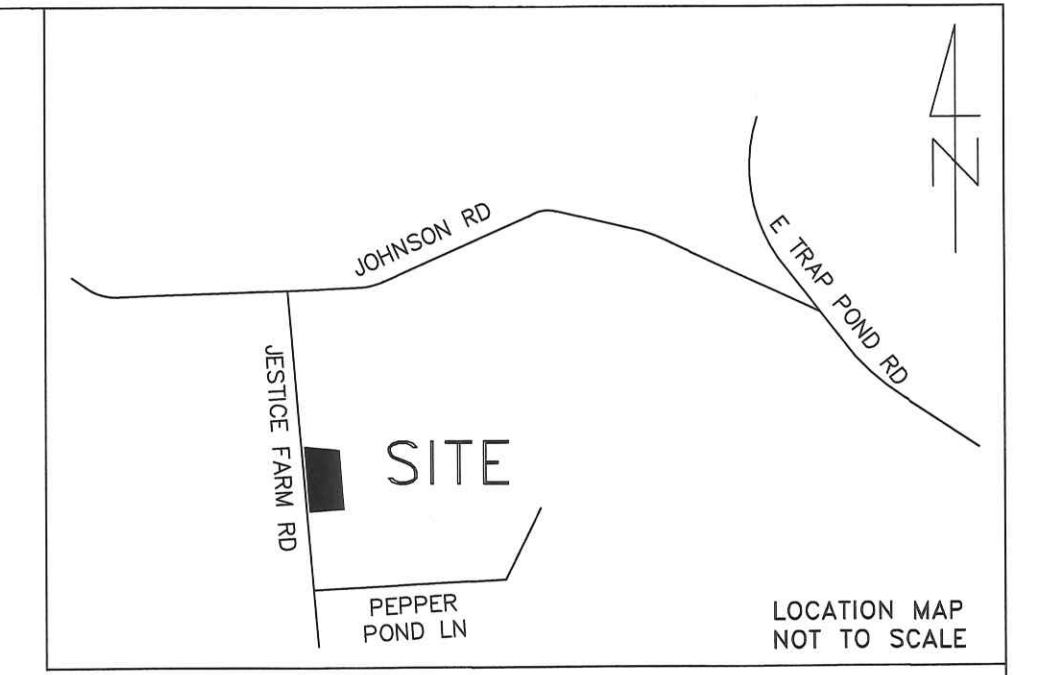 N
JOHNSON RD
E TRAP POND RD
JESTICE FARM RD
SITE
PEPPER
POND LN
LOCATION MAP
NOT TO SCALE